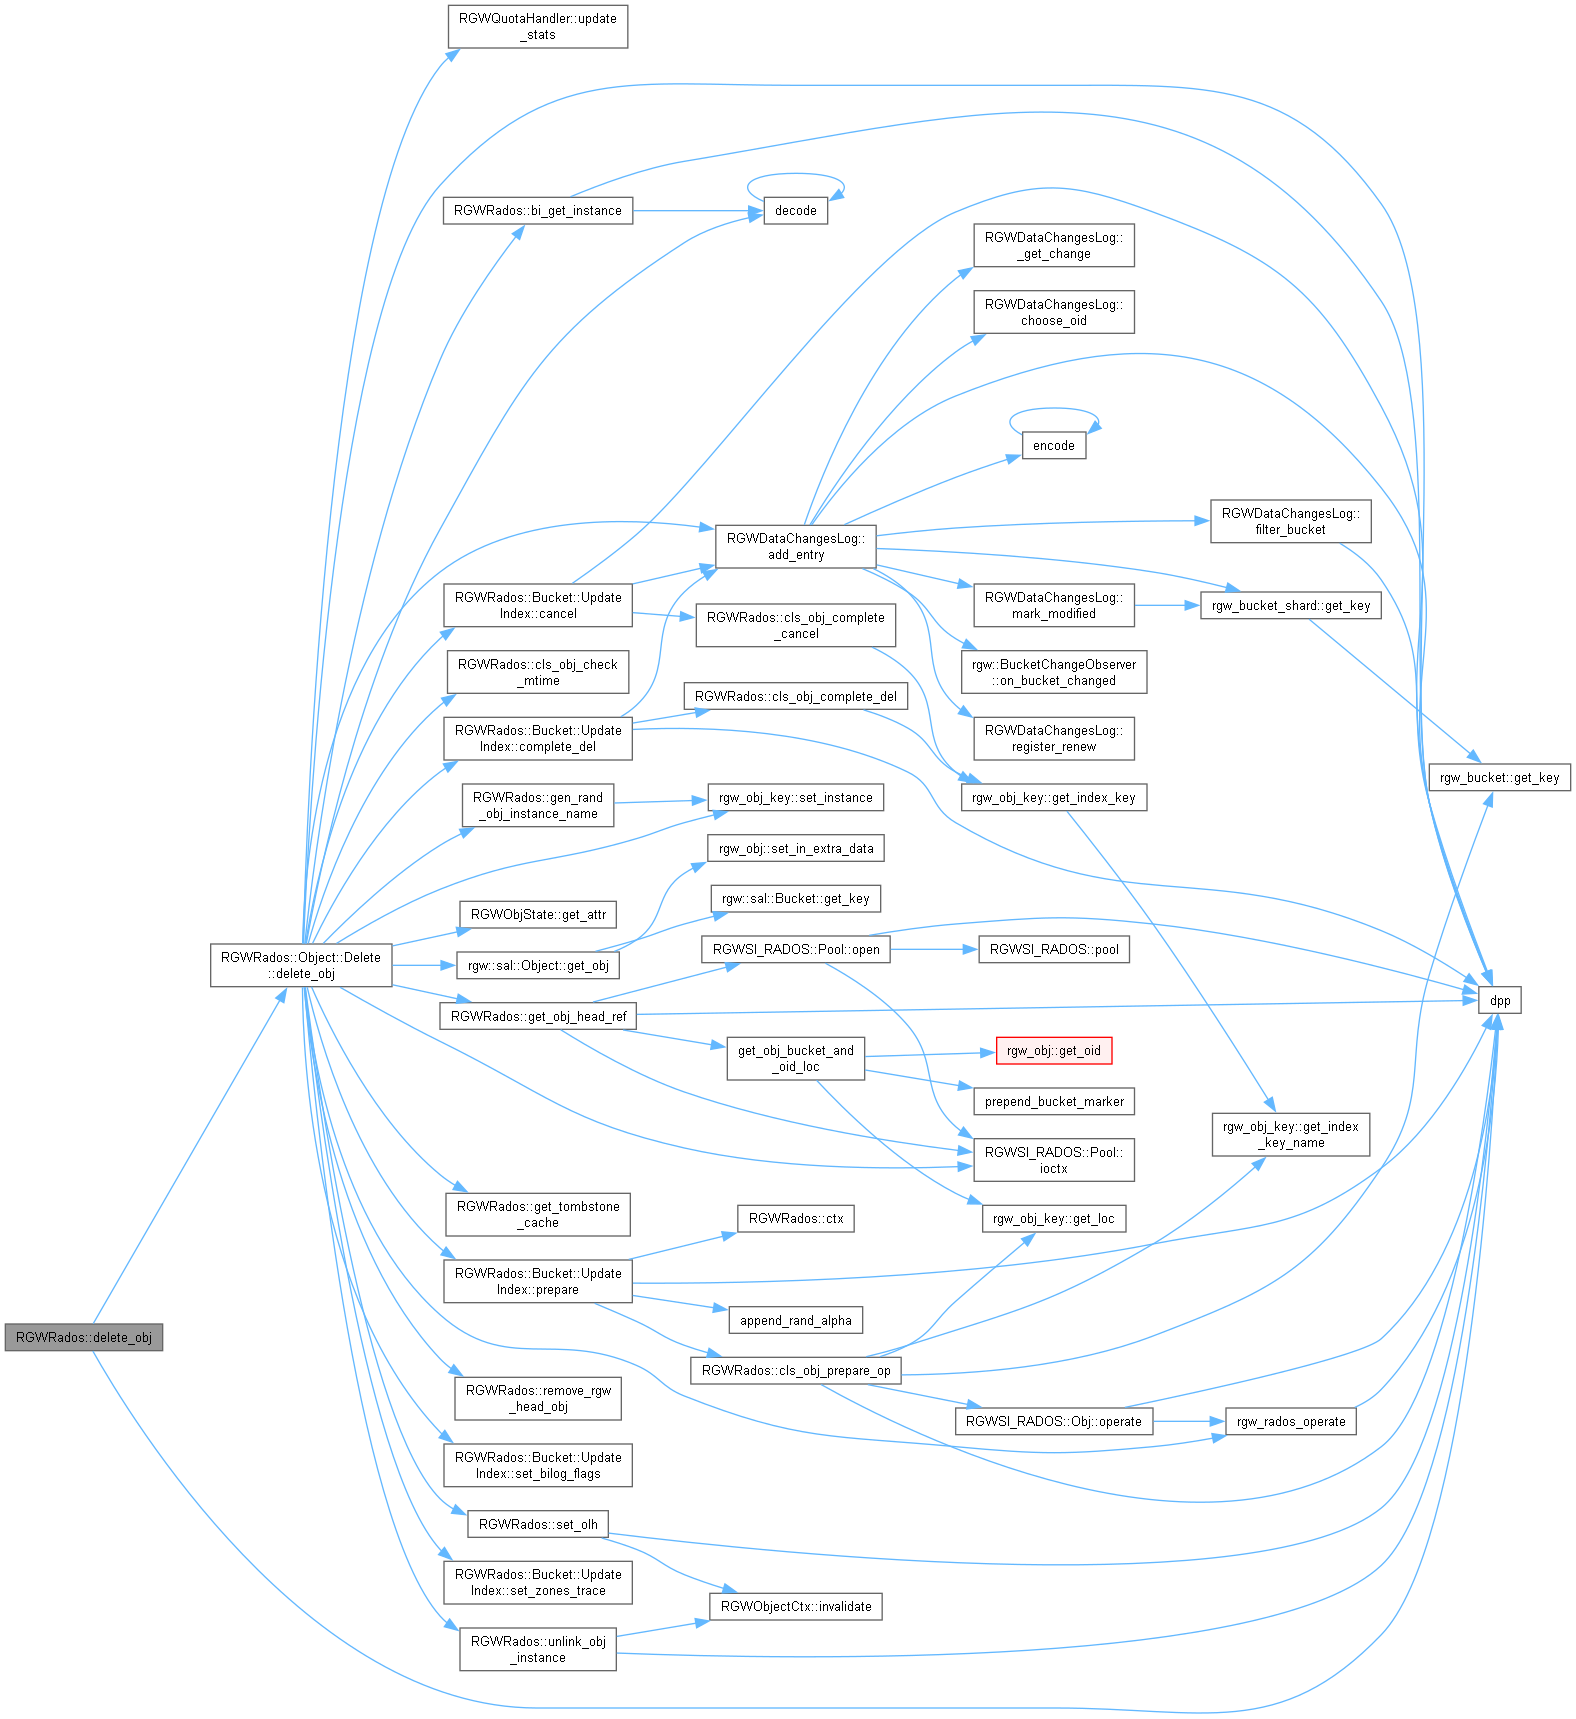 RGWQuotaHandler::update
_stats
RGWRados::bi_get_instance
decode
RGWDataChangesLog::
_get_change
RGWDataChangesLog::
choose_oid
encode
RGWDataChangesLog::
filter_bucket
RGWDataChangesLog::
add_entry
RGWRados::Bucket::Update
Index::cancel
RGWDataChangesLog::
mark_modified
rgw_bucket_shard::get_key
RGWRados::cls_obj_complete
_cancel
RGWRados::cls_obj_check
_mtime
rgw::BucketChangeObserver
::on_bucket_changed
RGWRados::cls_obj_complete_del
RGWRados::Bucket::Update
Index::complete_del
RGWDataChangesLog::
register_renew
rgw_bucket::get_key
RGWRados::gen_rand
_obj_instance_name
rgw_obj_key::set_instance
rgw_obj_key::get_index_key
rgw_obj::set_in_extra_data
rgw::sal::Bucket::get_key
RGWObjState::get_attr
RGWRados::Object::Delete
::delete_obj
rgw::sal::Object::get_obj
RGWSI_RADOS::Pool::open
RGWSI_RADOS::pool
dpp
RGWRados::get_obj_head_ref
get_obj_bucket_and
_oid_loc
rgw_obj::get_oid
prepend_bucket_marker
rgw_obj_key::get_index
_key_name
RGWSI_RADOS::Pool::
ioctx
RGWRados::get_tombstone
_cache
RGWRados::ctx
rgw_obj_key::get_loc
RGWRados::Bucket::Update
Index::prepare
append_rand_alpha
RGWRados::delete_obj
RGWRados::cls_obj_prepare_op
RGWRados::remove_rgw
_head_obj
RGWSI_RADOS::Obj::operate
rgw_rados_operate
RGWRados::Bucket::Update
Index::set_bilog_flags
RGWRados::set_olh
RGWRados::Bucket::Update
Index::set_zones_trace
RGWObjectCtx::invalidate
RGWRados::unlink_obj
_instance